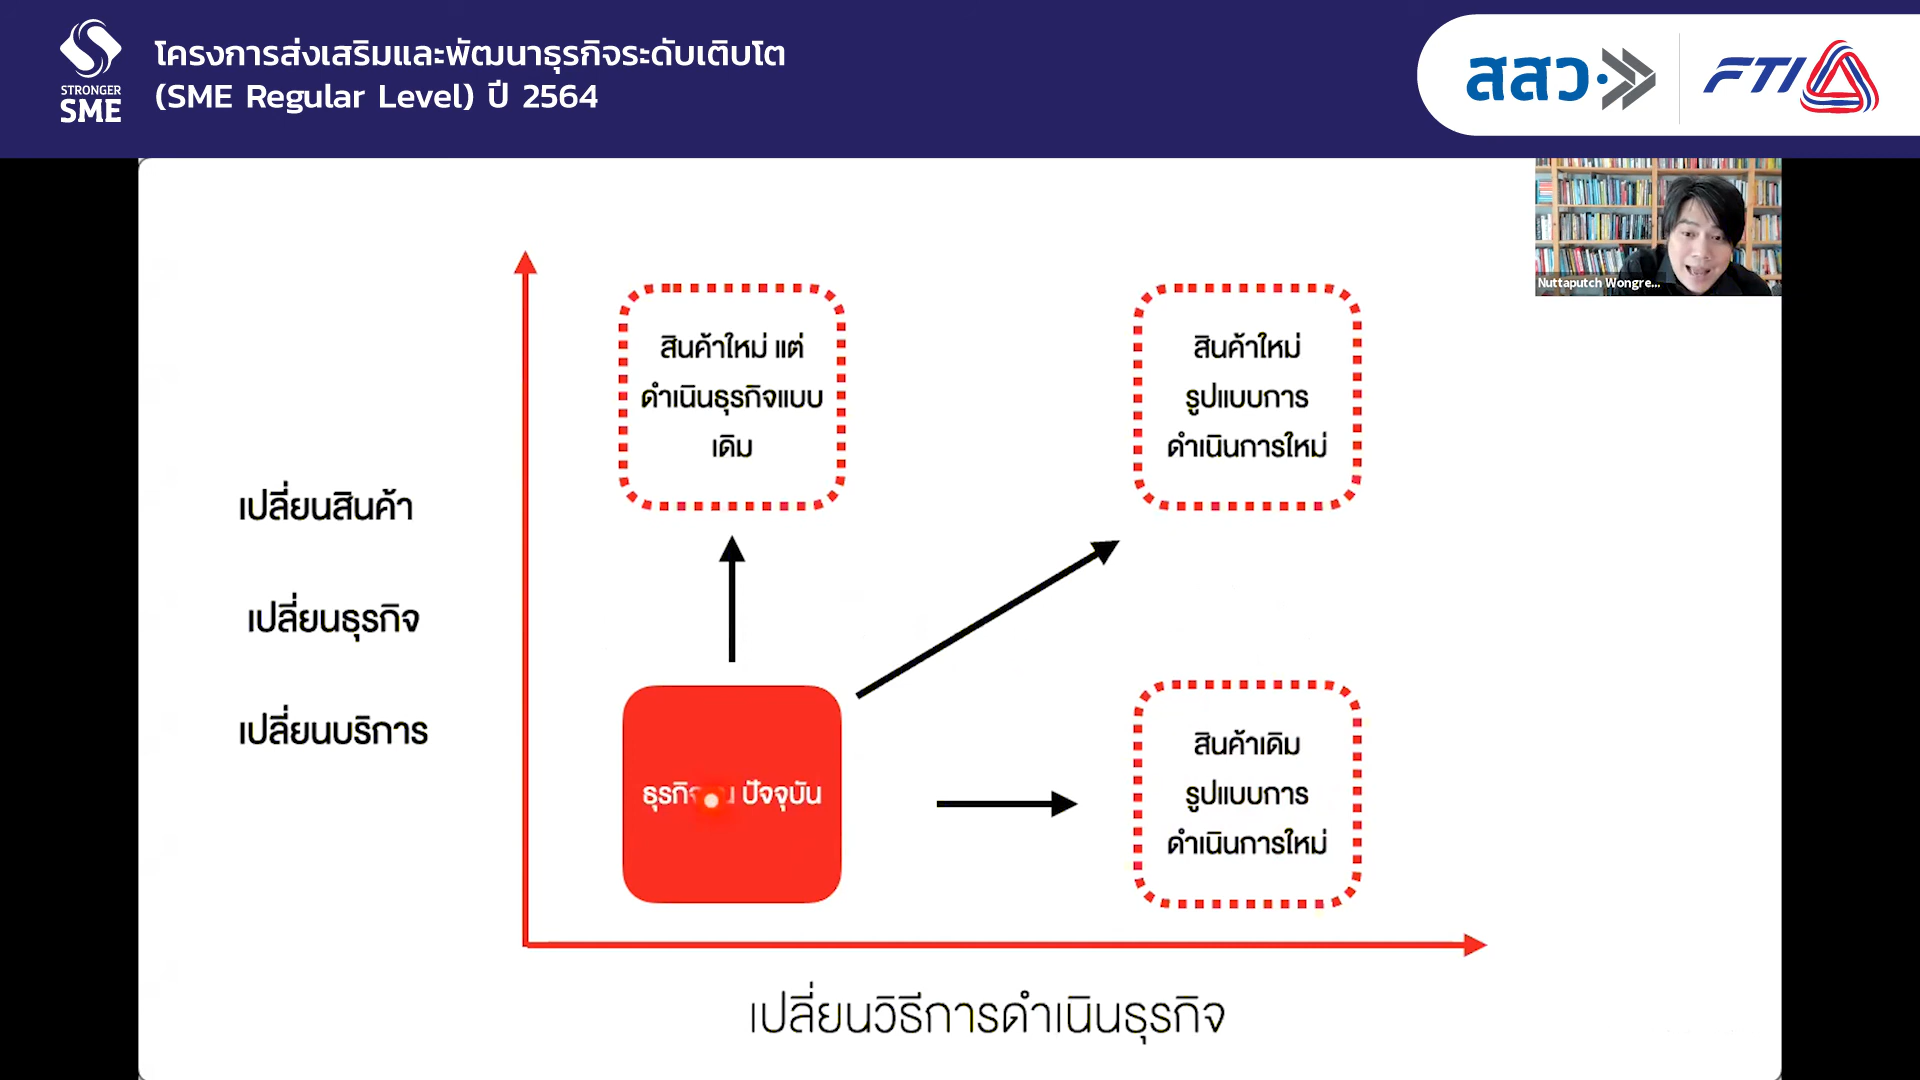 STRONGER
SME
โครงการส่งเสริมและพัฒนาธุรกิจระดับเติบโต
(SME Regular Level) ปี 2564
สสว
FTI
Nuttaputch Wongre...
สินค้าใหม่ แต่
ดำเนินธุรกิจแบบ
เดิม
สินค้าใหม่
รูปแบบการ
ดำเนินการใหม่
เปลี่ยนสินค้า
เปลี่ยนธุรกิจ
เปลี่ยนบริการ
ปัจจุบัน
สินค้าเดิม
รูปแบบการ
ดำเนินการใหม่
เปลี่ยนวิธีการดำเนินธุรกิจ